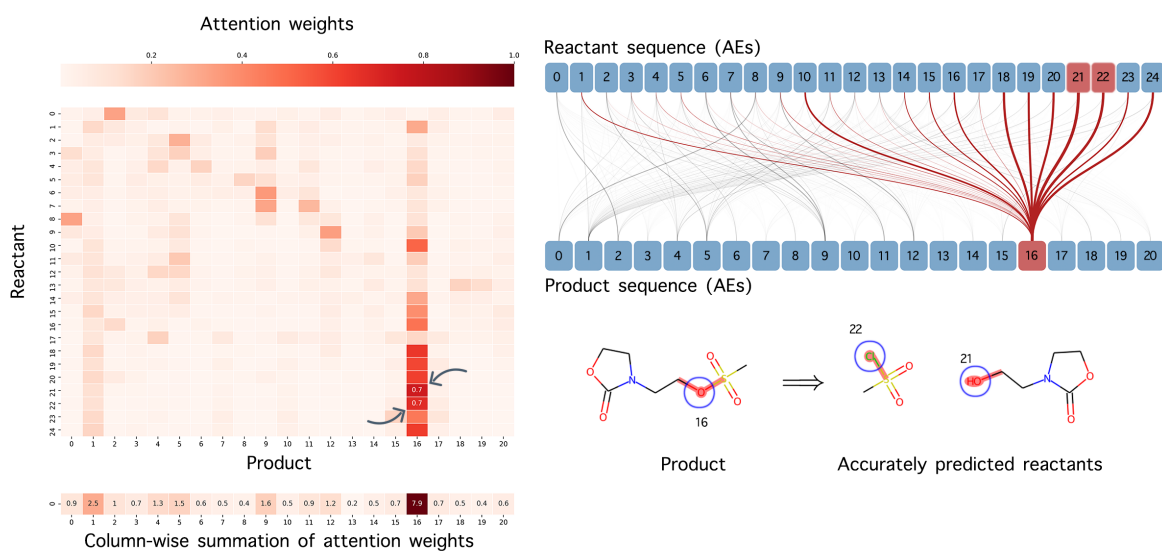 Attention weights
0.2 0.4 0.6 0.8 1.0
Reactant
0
1
2
3
4
5
6
7
8
9
10
11
12
13
14
15
16
17
18
19
20
21
22
23
24
0.7
0.7
0 1 2 3 4 5 6 7 8 9 10 11 12 13 14 15 16 17 18 19 20
Product
0
0.9 2.5 1 0.7 1.3 1.5 0.6 0.5 0.4 1.6 0.5 0.9 1.2 0.2 0.5 0.7 7.9 0.7 0.5 0.4 0.6
0 1 2 3 4 5 6 7 8 9 10 11 12 13 14 15 16 17 18 19 20
Column-wise summation of attention weights
Reactant sequence (AEs)
0 1 2 3 4 5 6 7 8 9 10 11 12 13 14 15 16 17 18 19 20 21 22 23 24
0 1 2 3 4 5 6 7 8 9 10 11 12 13 14 15 16 17 18 19 20
Product sequence (AEs)
O
N
O
O
O
S
O
16
Product
22
O
O
S
O
21
HO
N
O
O
Accurately predicted reactants